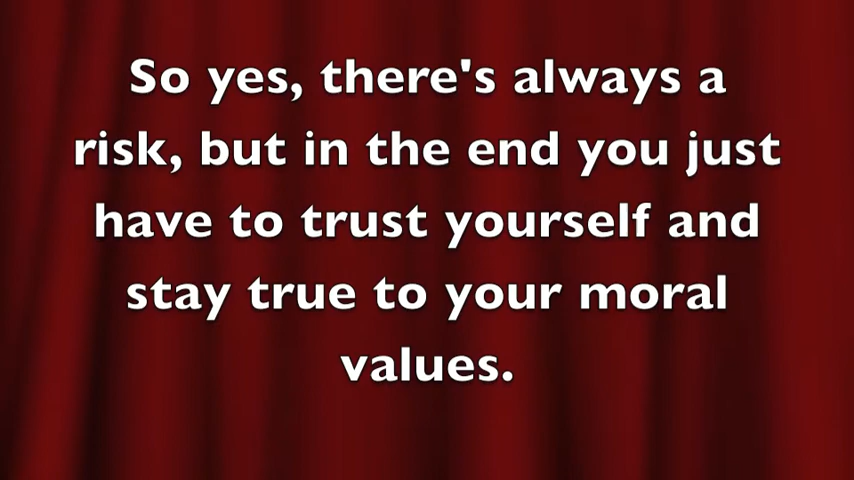 So yes, there's always a
risk, but in the end you just
have to trust yourself and
stay true to your moral
values.